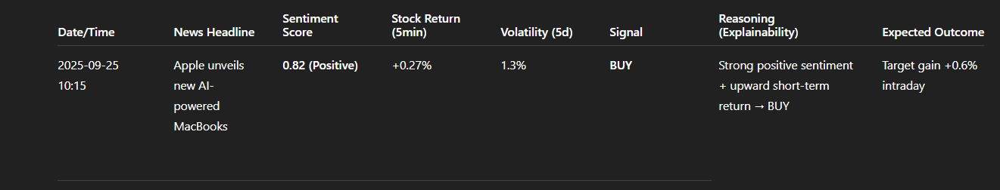 Date/Time
News Headline
Sentiment
Score
Stock Return
(5min)
Volatility (5d)
Signal
Reasoning
(Explainability)
Expected Outcome
2025-09-25
10:15
Apple unveils
new AI-
powered
MacBooks
0.82 (Positive)
+0.27%
1.3%
BUY
Strong positive sentiment
+ upward short-term
return → BUY
Target gain +0.6%
intraday